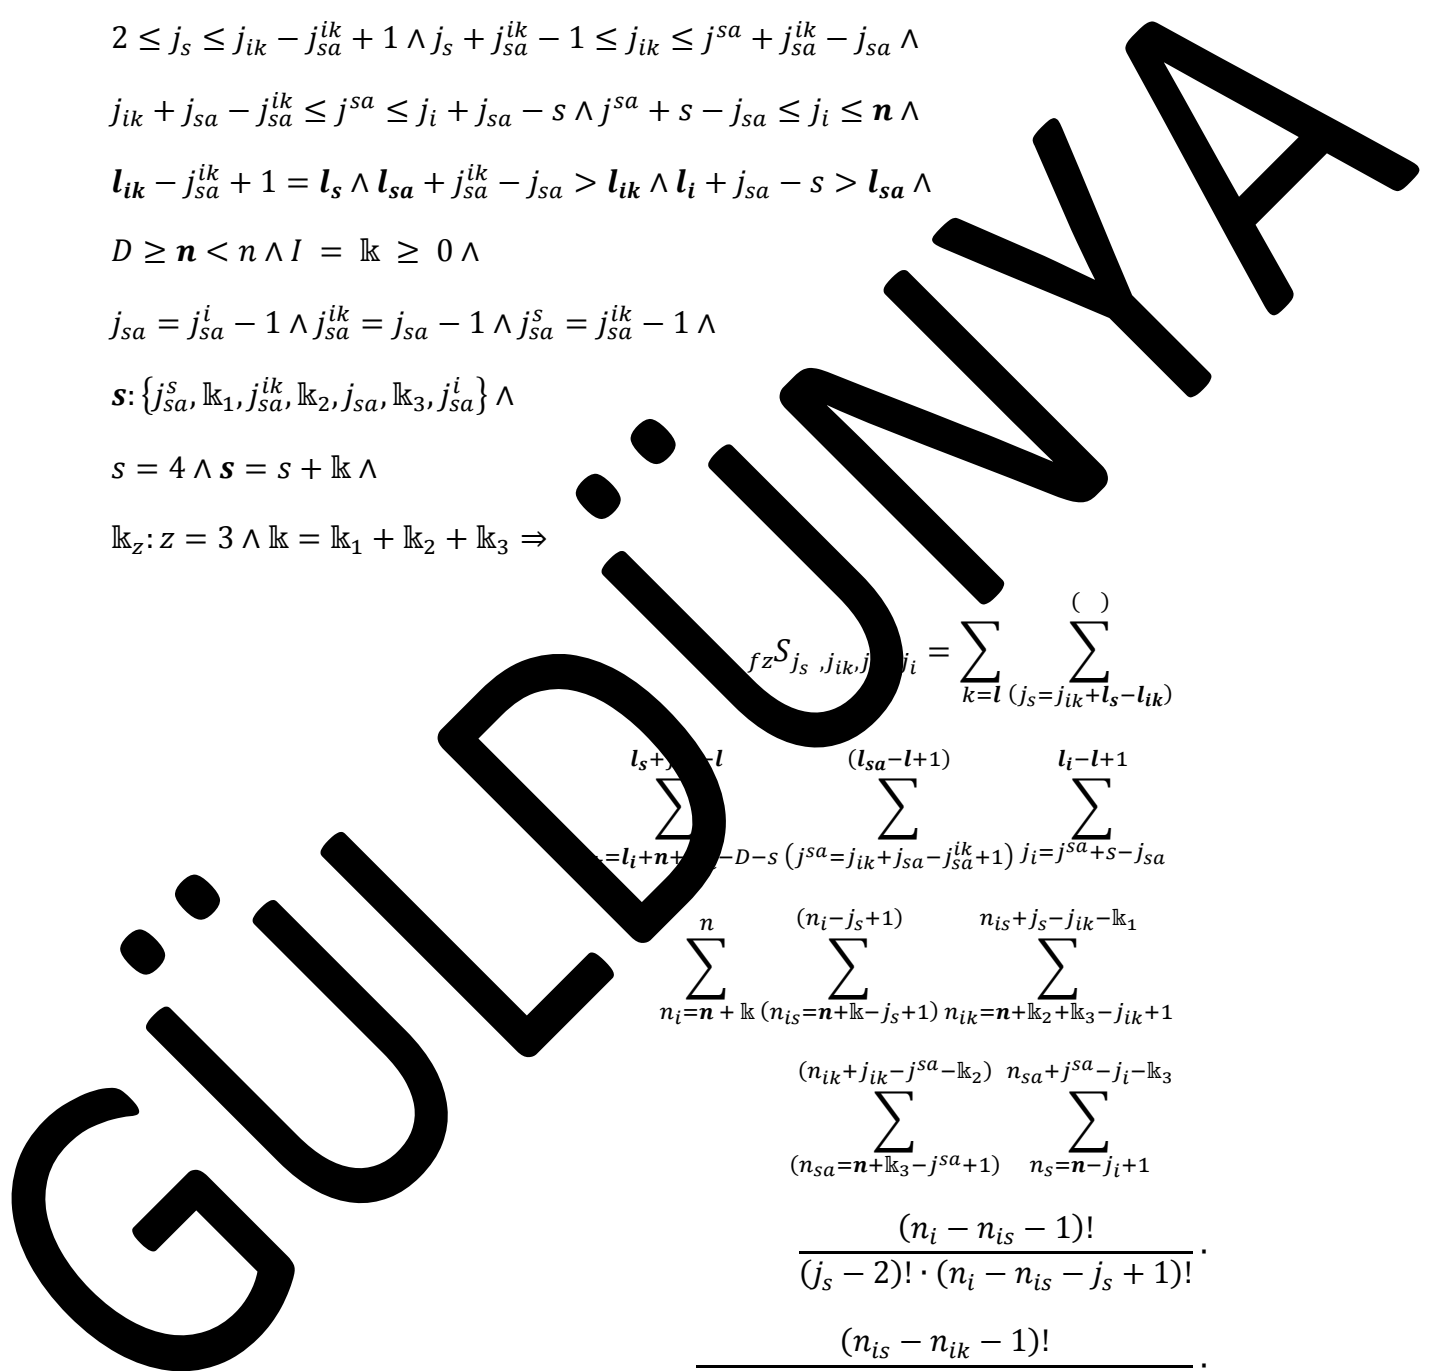 2 ≤ j_s ≤ j_{ik} − j_{sa}^{ik} + 1 ∧ j_s + j_{sa}^{ik} − 1 ≤ j_{ik} ≤ j^{sa} + j_{sa}^{ik} − j_{sa} ∧
j_{ik} + j_{sa} − j_{sa}^{ik} ≤ j^{sa} ≤ j_i + j_{sa} − s ∧ j^{sa} + s − j_{sa} ≤ j_i ≤ n ∧
l_{ik} − j_{sa}^{ik} + 1 = l_s ∧ l_{sa} + j_{sa}^{ik} − j_{sa} > l_{ik} ∧ l_i + j_{sa} − s > l_{sa} ∧
D ≥ n < n ∧ I = 𝕜 ≥ 0 ∧
j_{sa} = j_{sa}^{i} − 1 ∧ j_{sa}^{ik} = j_{sa} − 1 ∧ j_{sa}^{s} = j_{sa}^{ik} − 1 ∧
s: {j_{sa}^{s}, 𝕜_1, j_{sa}^{ik}, 𝕜_2, j_{sa}, 𝕜_3, j_{sa}^{i}} ∧
s = 4 ∧ s = s + 𝕜 ∧
𝕜_z: z = 3 ∧ 𝕜 = 𝕜_1 + 𝕜_2 + 𝕜_3 ⇒
( )
_{fz}S_{j_s ,j_{ik}, j_i} = ∑ ∑
k=l (j_s=j_{ik}+l_s−l_{ik})
l_s+ −l (l_{sa}−l+1) l_i−l+1
∑ ∑ ∑
=l_i+n+ −D−s (j^{sa}=j_{ik}+j_{sa}−j_{sa}^{ik}+1) j_i=j^{sa}+s−j_{sa}
n (n_i−j_s+1) n_{is}+j_s−j_{ik}−𝕜_1
∑ ∑ ∑
n_i=n+𝕜 (n_{is}=n+𝕜−j_s+1) n_{ik}=n+𝕜_2+𝕜_3−j_{ik}+1
(n_{ik}+j_{ik}−j^{sa}−𝕜_2) n_{sa}+j^{sa}−j_i−𝕜_3
∑ ∑
(n_{sa}=n+𝕜_3−j^{sa}+1) n_s=n−j_i+1
(n_i − n_{is} − 1)!
(j_s − 2)! · (n_i − n_{is} − j_s + 1)! ·
(n_{is} − n_{ik} − 1)! ·
GÜLDÜNYA